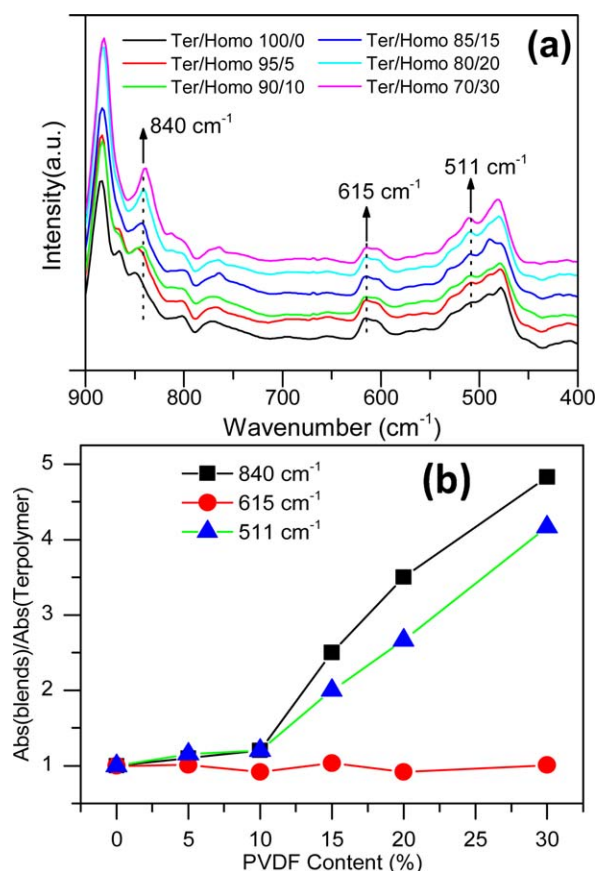 Ter/Homo 100/0 Ter/Homo 85/15 (a)
Ter/Homo 95/5 Ter/Homo 80/20
Ter/Homo 90/10 Ter/Homo 70/30
840 cm⁻¹
615 cm⁻¹
511 cm⁻¹
Intensity(a.u.)
900 800 700 600 500 400
Wavenumber (cm⁻¹)
840 cm⁻¹ (b)
615 cm⁻¹
511 cm⁻¹
Abs(blends)/Abs(Terpolymer)
5
4
3
2
1
0 5 10 15 20 25 30
PVDF Content (%)